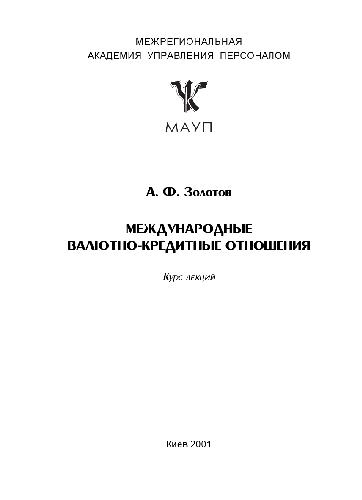 МЕЖРЕГИОНАЛЬНАЯ
АКАДЕМИЯ УПРАВЛЕНИЯ ПЕРСОНАЛОМ
МАУП
А. Ф. Золотов
МЕЖДУНАРОДНЫЕ
ВАЛЮТНО-КРЕДИТНЫЕ ОТНОШЕНИЯ
Курс лекций
Киев 2001